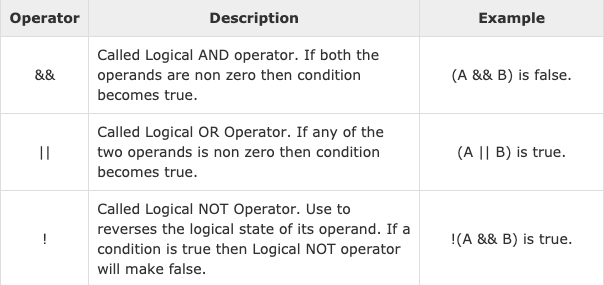 Operator Description Example
Called Logical AND operator. If both the
&& operands are non zero then condition (A && B) is false.
becomes true.
Called Logical OR Operator. If any of the
|| two operands is non zero then condition (A || B) is true.
becomes true.
Called Logical NOT Operator. Use to
reverses the logical state of its operand. If a
! condition is true then Logical NOT operator !(A && B) is true.
will make false.